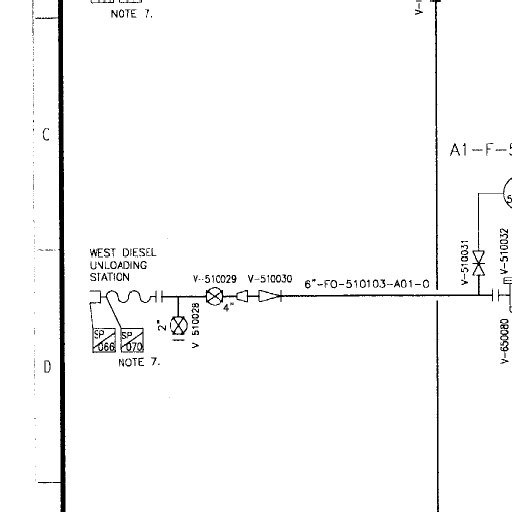 NOTE 7.
C
A1-F-5
WEST DIESEL
UNLOADING
STATION
V-510029
V-510030
6"-FO-510103-A01-0
V-510031
V-510032
4"
2"
V 510028
SP
066
SP
070
NOTE 7.
D
V-650080